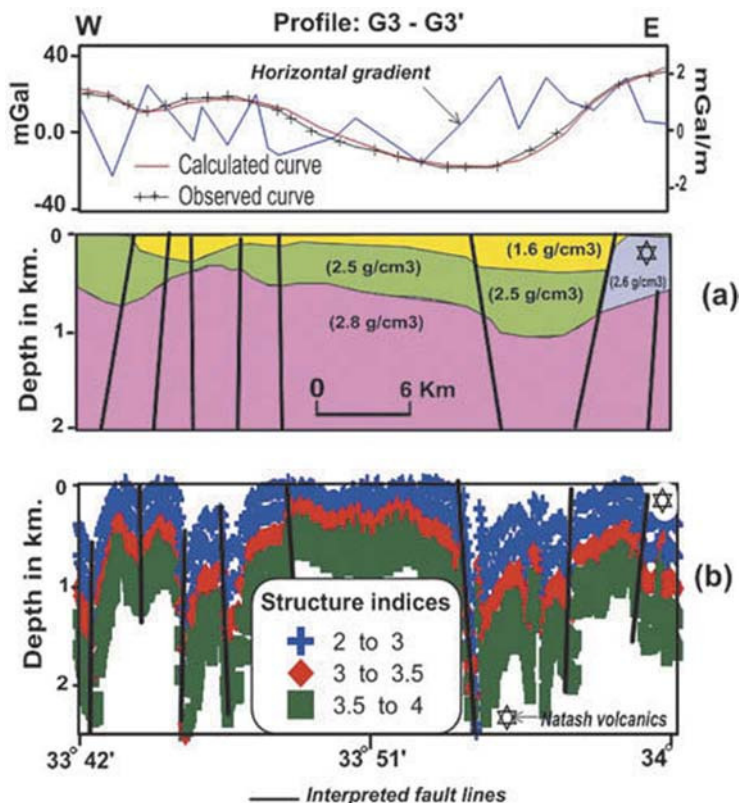 Profile: G3 - G3'
W
E
40
0.0
-40
mGal
2
0
-2
mGal/m
Horizontal gradient
Calculated curve
Observed curve
0
1
2
Depth in km.
(1.6 g/cm3)
(2.5 g/cm3)
(2.5 g/cm3)
(2.6 g/cm3)
(2.8 g/cm3)
0 6 Km
(a)
0
1
2
Depth in km.
Structure indices
2 to 3
3 to 3.5
3.5 to 4
Natash volcanics
(b)
33° 42'
33° 51'
34°
Interpreted fault lines